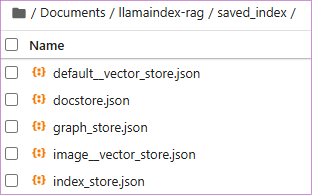 / Documents / llamaindex-rag / saved_index /
Name
default__vector_store.json
docstore.json
graph_store.json
image__vector_store.json
index_store.json